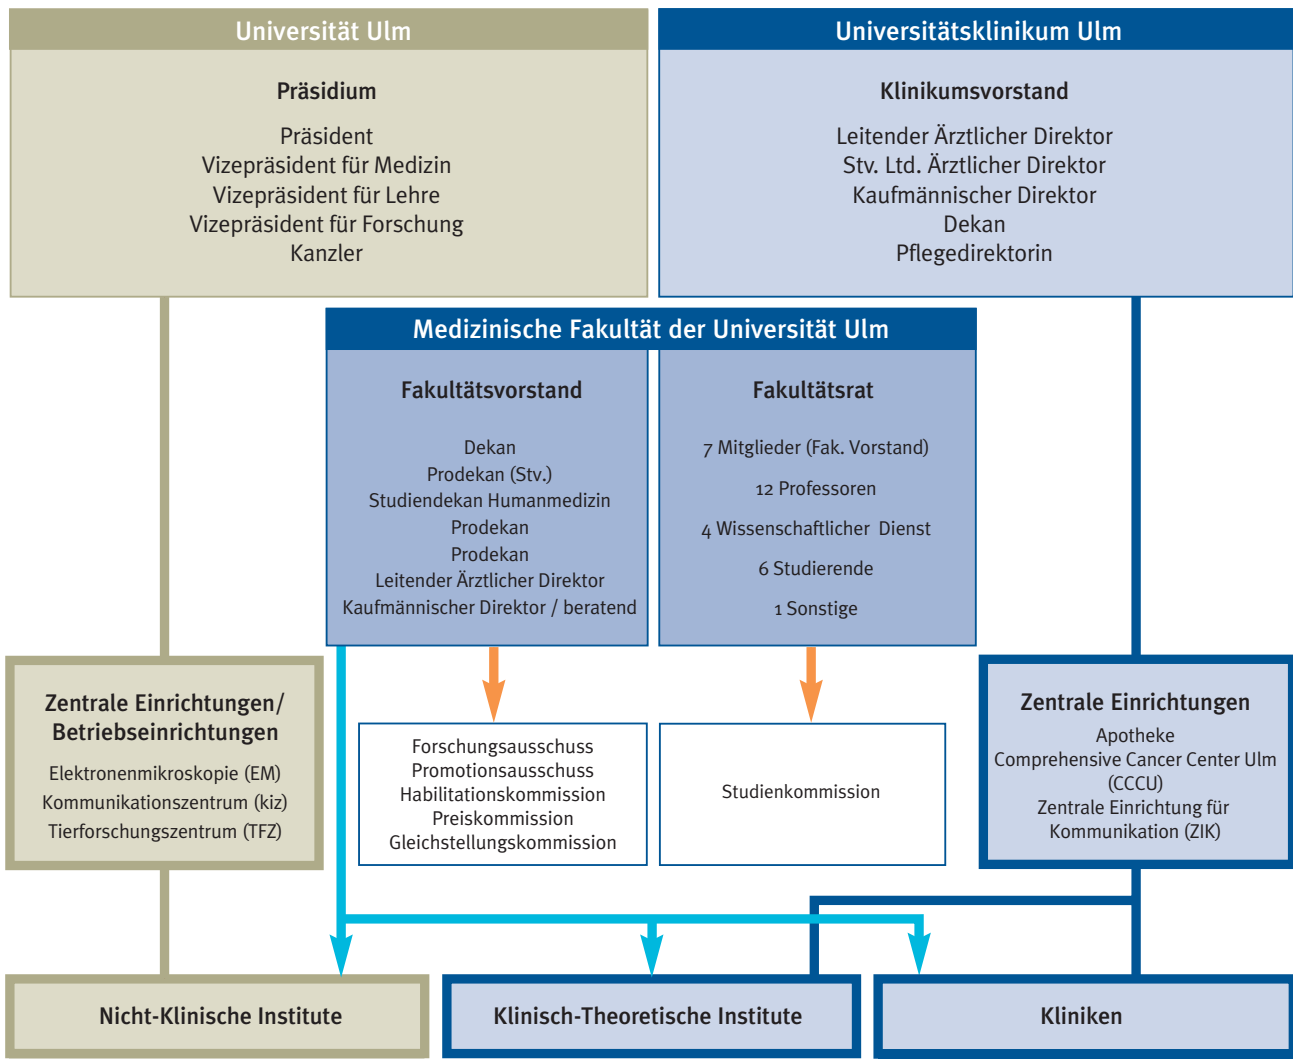 Universität Ulm
Präsidium
Präsident
Vizepräsident für Medizin
Vizepräsident für Lehre
Vizepräsident für Forschung
Kanzler
Universitätsklinikum Ulm
Klinikumsvorstand
Leitender Ärztlicher Direktor
Stv. Ltd. Ärztlicher Direktor
Kaufmännischer Direktor
Dekan
Pflegedirektorin
Medizinische Fakultät der Universität Ulm
Fakultätsvorstand
Dekan
Prodekan (Stv.)
Studiendekan Humanmedizin
Prodekan
Prodekan
Leitender Ärztlicher Direktor
Kaufmännischer Direktor / beratend
Fakultätsrat
7 Mitglieder (Fak. Vorstand)
12 Professoren
4 Wissenschaftlicher Dienst
6 Studierende
1 Sonstige
Zentrale Einrichtungen/
Betriebseinrichtungen
Elektronenmikroskopie (EM)
Kommunikationszentrum (kiz)
Tierforschungszentrum (TFZ)
Forschungsausschuss
Promotionsausschuss
Habilitationskommission
Preiskommission
Gleichstellungskommission
Studienkommission
Zentrale Einrichtungen
Apotheke
Comprehensive Cancer Center Ulm
(CCCU)
Zentrale Einrichtung für
Kommunikation (ZIK)
Nicht-Klinische Institute
Klinisch-Theoretische Institute
Kliniken